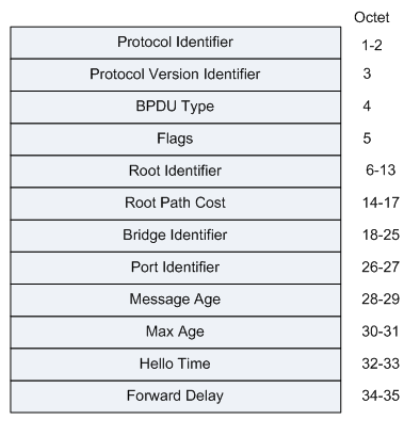 Octet
Protocol Identifier 1-2
Protocol Version Identifier 3
BPDU Type 4
Flags 5
Root Identifier 6-13
Root Path Cost 14-17
Bridge Identifier 18-25
Port Identifier 26-27
Message Age 28-29
Max Age 30-31
Hello Time 32-33
Forward Delay 34-35